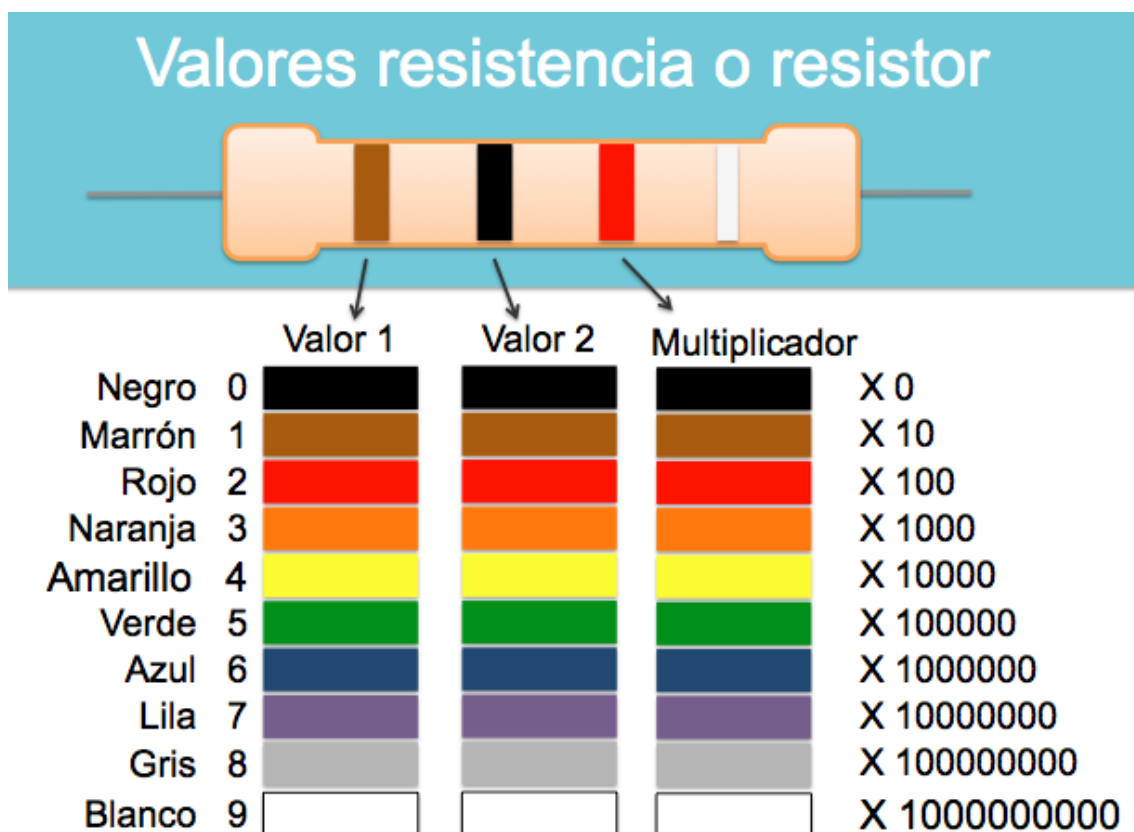 Valores resistencia o resistor
Valor 1 Valor 2 Multiplicador
Negro 0 X 0
Marrón 1 X 10
Rojo 2 X 100
Naranja 3 X 1000
Amarillo 4 X 10000
Verde 5 X 100000
Azul 6 X 1000000
Lila 7 X 10000000
Gris 8 X 100000000
Blanco 9 X 1000000000